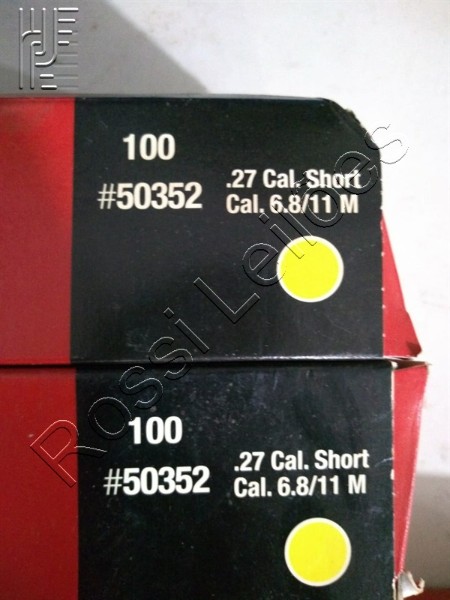 100
#50352
.27 Cal. Short
Cal. 6.8/11 M
100
#50352
.27 Cal. Short
Cal. 6.8/11 M
Rossi Leilões